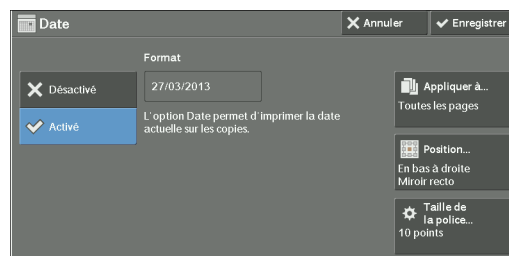 Date
Annuler
Enregistrer
Format
Désactivé
27/03/2013
Activé
L'option Date permet d'imprimer la date
actuelle sur les copies.
Appliquer à...
Toutes les pages
Position...
En bas à droite
Miroir recto
Taille de
la police...
10 points